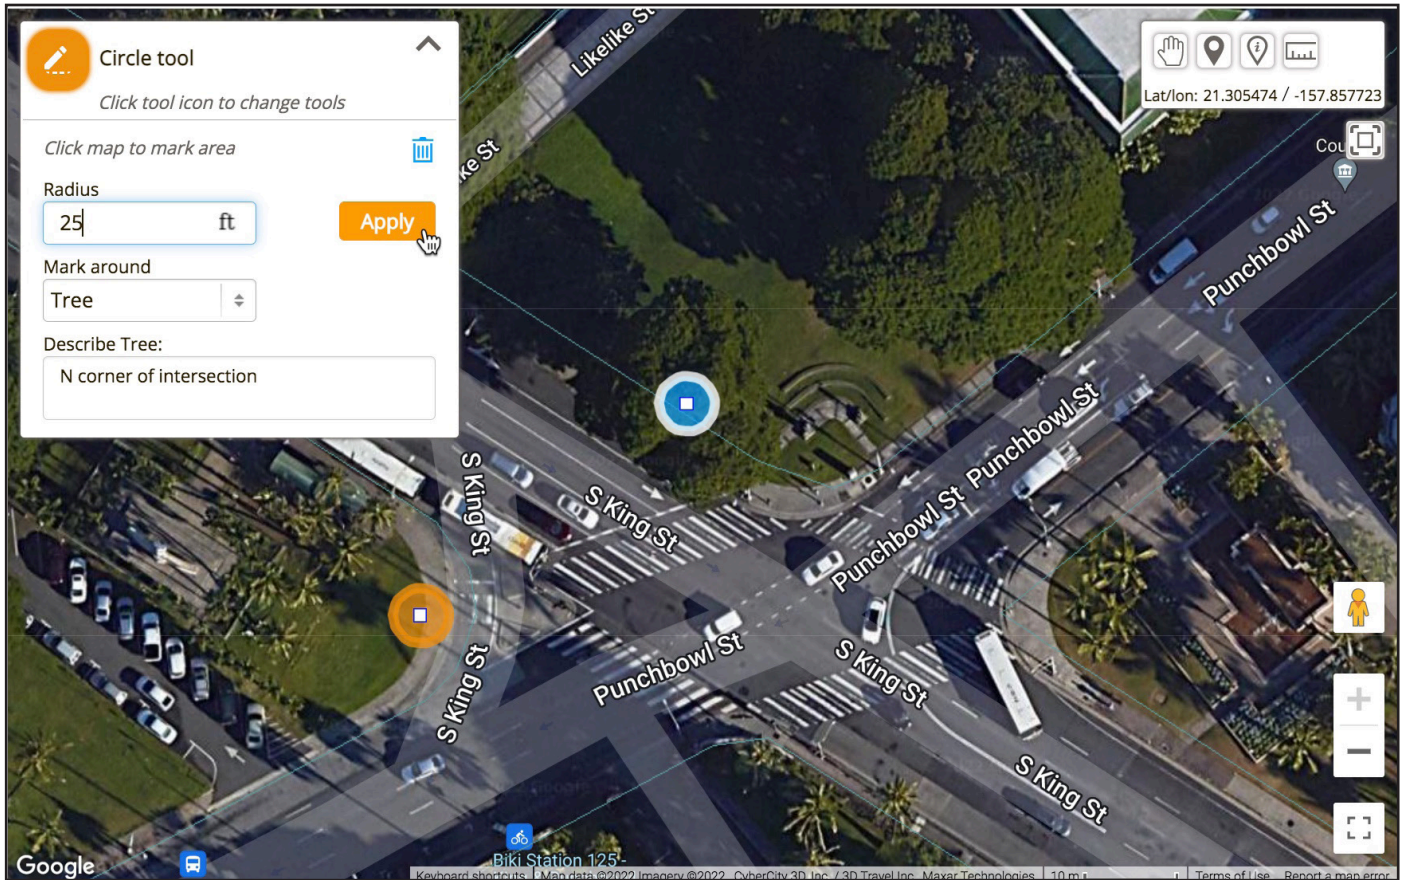 Circle tool
Click tool icon to change tools
Click map to mark area
Radius
25 ft
Apply
Mark around
Tree
Describe Tree:
N corner of intersection
Lat/lon: 21.305474 / -157.857723
Likelike St
ke St
Cou
Punchbowl St
Punchbowl St
Punchbowl St
S King St
S King St
S King St
Punchbowl St
S King St
S King St
Biki Station 125 -
Google
Keyboard shortcuts
Map data ©2022 Imagery ©2022 , CyberCity 3D, Inc. / 3D Travel Inc., Maxar Technologies
10 m
Terms of Use
Report a map error